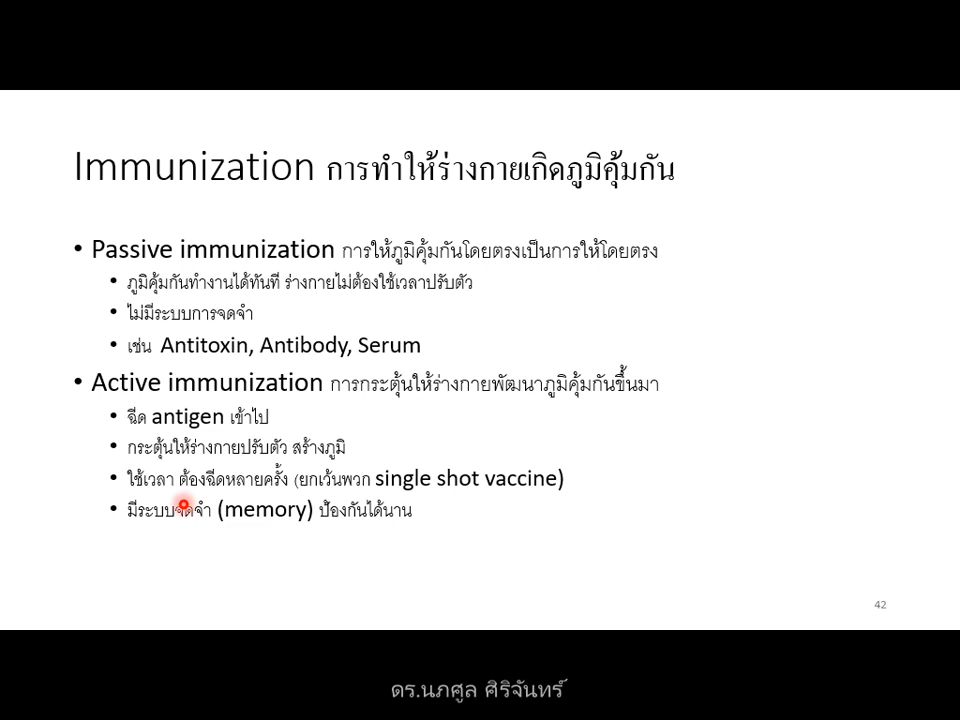 Immunization การทำให้ร่างกายเกิดภูมิคุ้มกัน
• Passive immunization การให้ภูมิคุ้มกันโดยตรงเป็นการให้โดยตรง
• ภูมิคุ้มกันทำงานได้ทันที ร่างกายไม่ต้องใช้เวลาปรับตัว
• ไม่มีระบบการจดจำ
• เช่น Antitoxin, Antibody, Serum
• Active immunization การกระตุ้นให้ร่างกายพัฒนาภูมิคุ้มกันขึ้นมา
• ฉีด antigen เข้าไป
• กระตุ้นให้ร่างกายปรับตัว สร้างภูมิ
• ใช้เวลา ต้องฉีดหลายครั้ง (ยกเว้นพวก single shot vaccine)
• มีระบบจดจำ (memory) ป้องกันได้นาน
42
ดร.นภศูล ศิริจันทร์